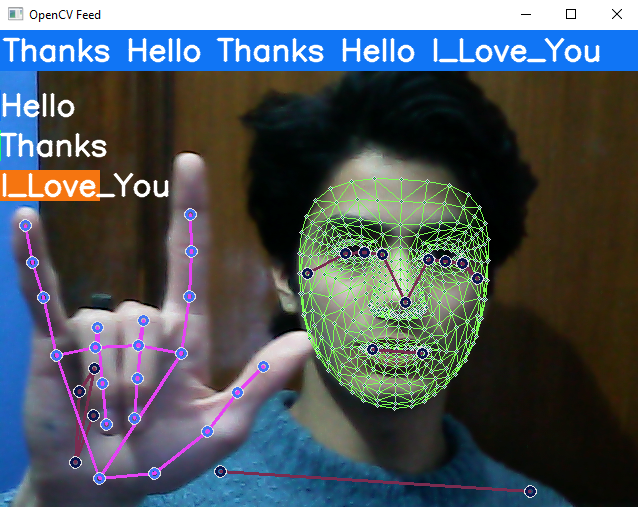 OpenCV Feed
Thanks Hello Thanks Hello I_Love_You
Hello
Thanks
I_Love_You